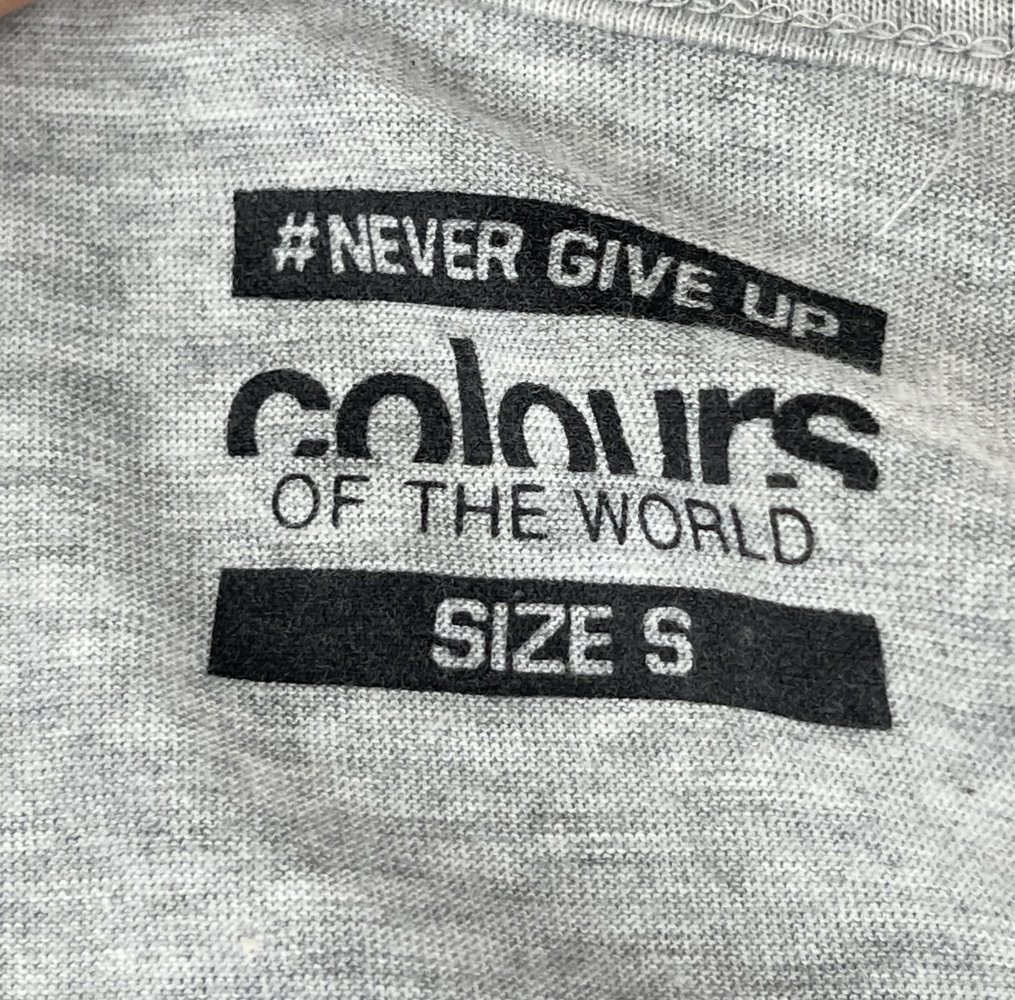 #NEVER GIVE UP
colours
OF THE WORLD
SIZE S